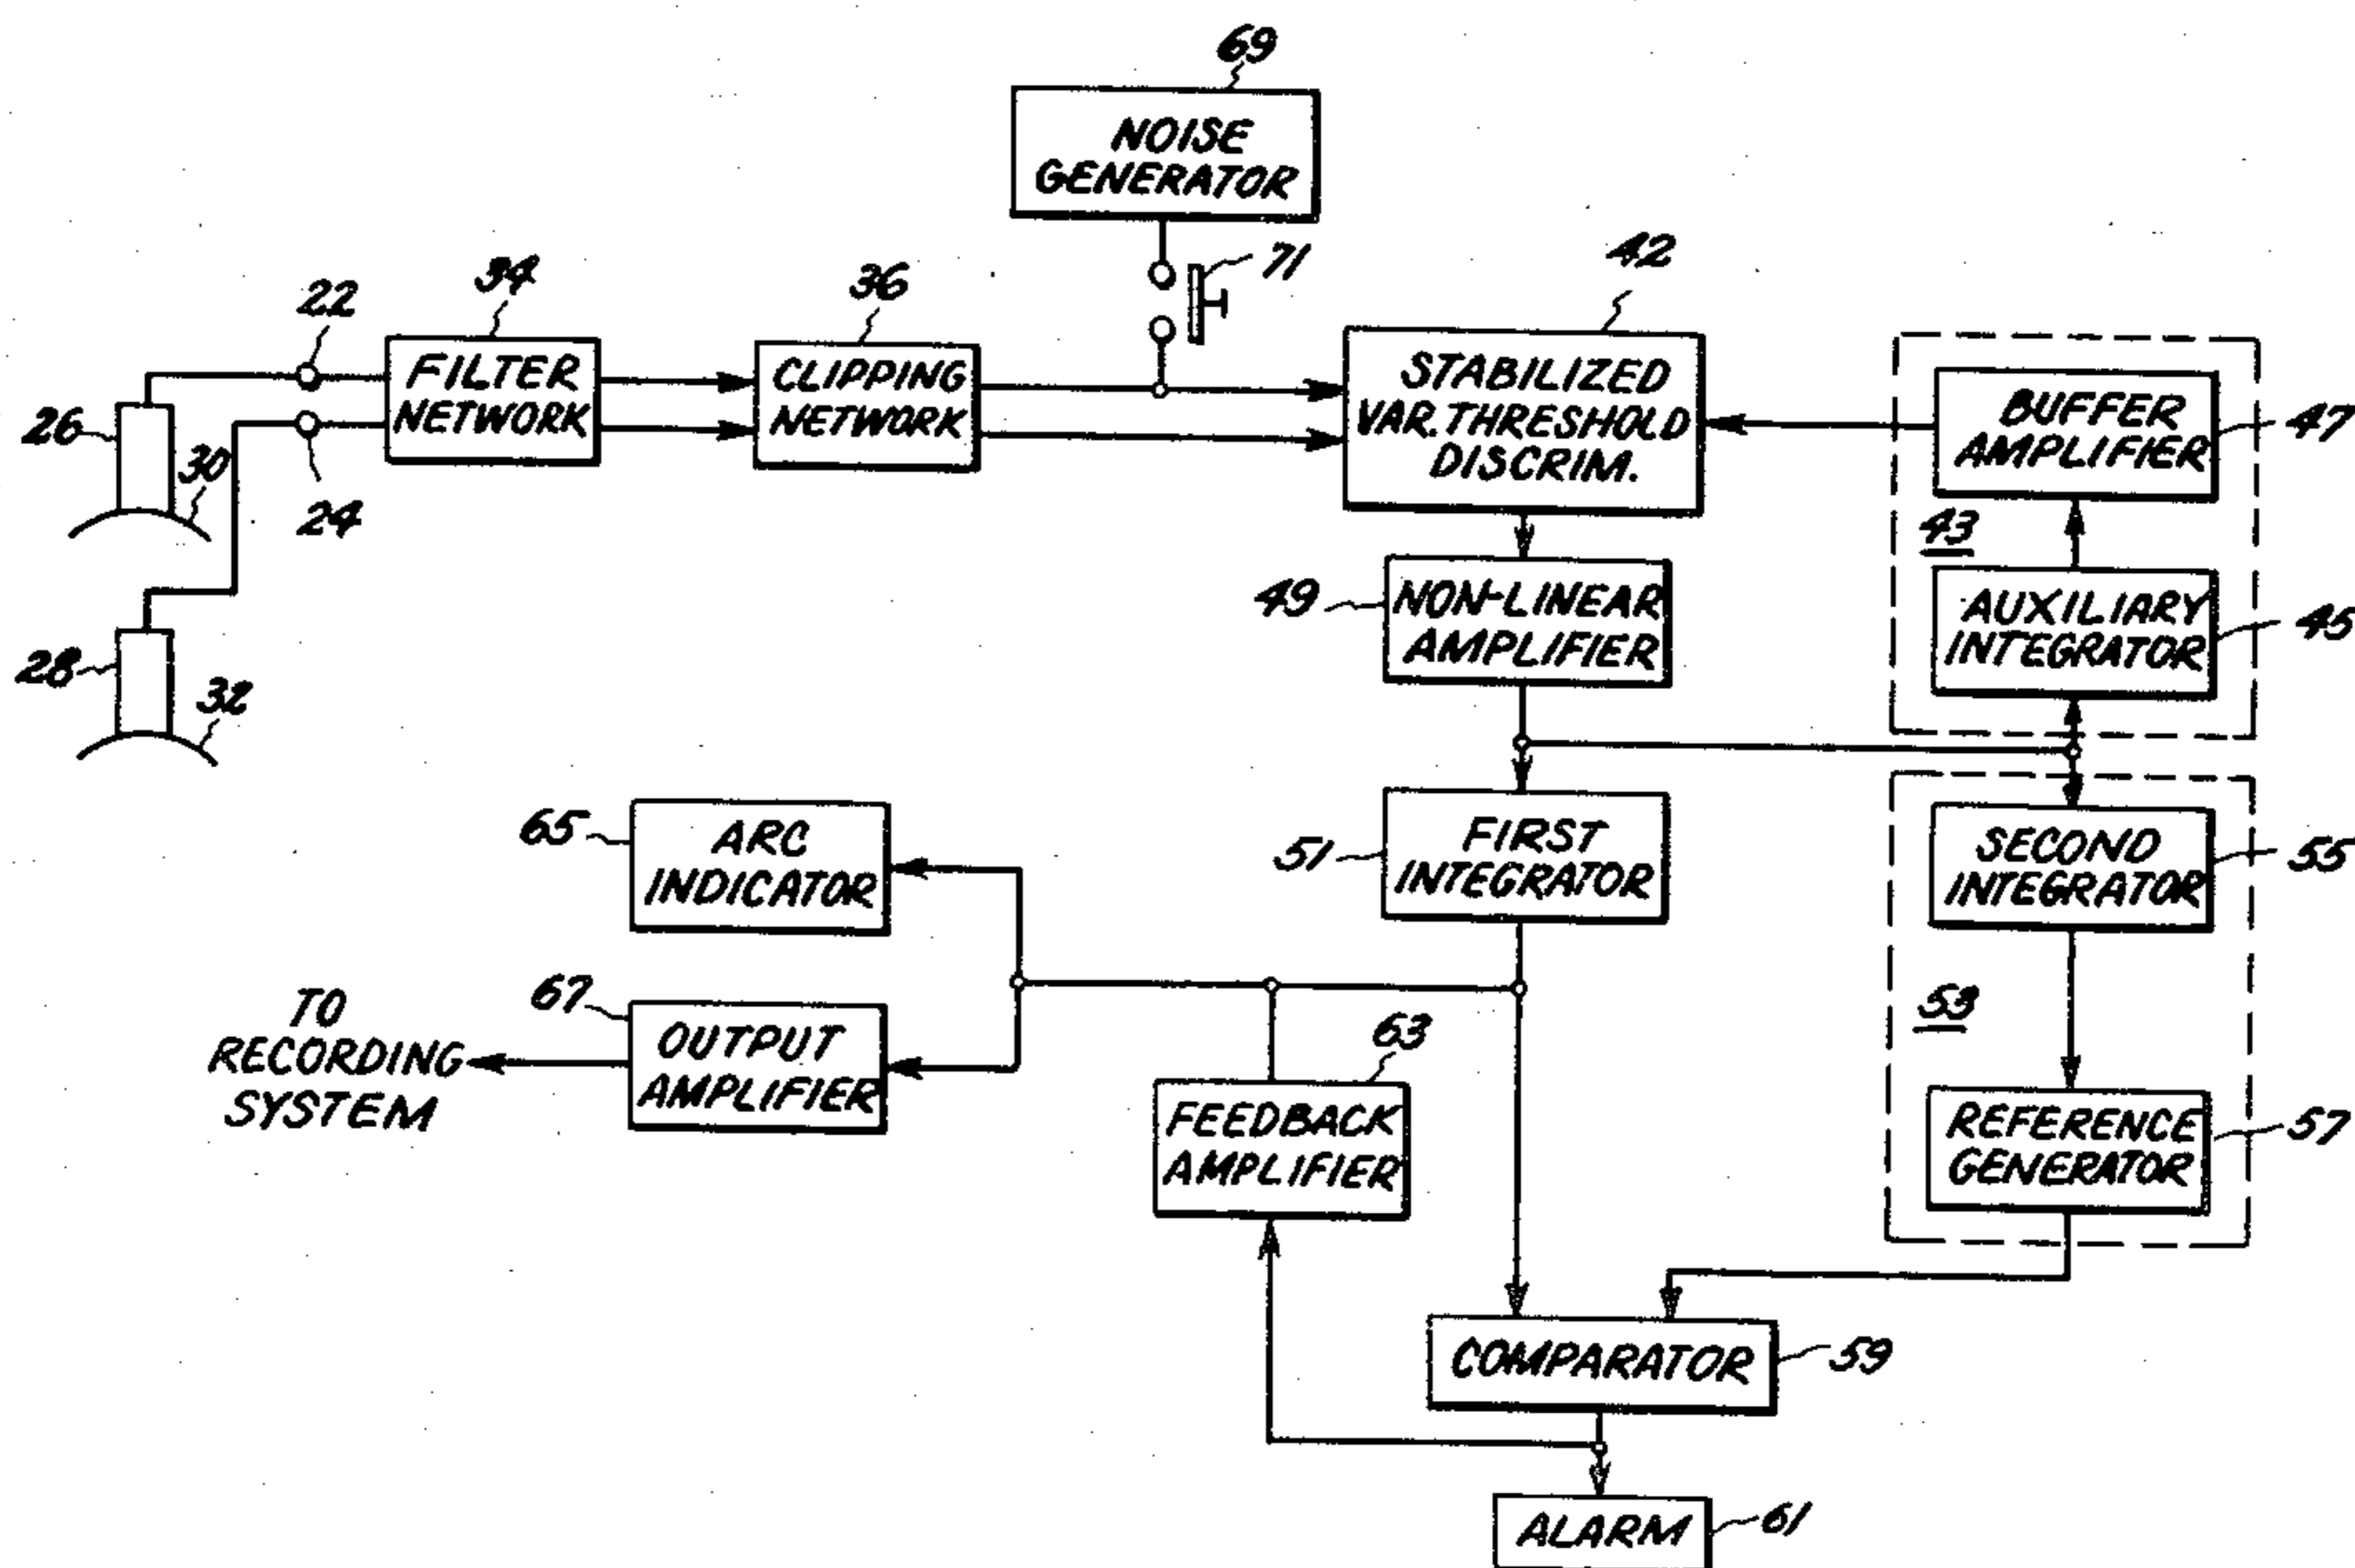 69
NOISE
GENERATOR
71
42
34
36
22
FILTER
NETWORK
CLIPPING
NETWORK
STABILIZED
VAR. THRESHOLD
DISCRIM.
BUFFER
AMPLIFIER
47
26
30
24
43
49
NON-LINEAR
AMPLIFIER
AUXILIARY
INTEGRATOR
45
28
32
65
ARC
INDICATOR
51
FIRST
INTEGRATOR
SECOND
INTEGRATOR
55
TO
RECORDING
SYSTEM
67
OUTPUT
AMPLIFIER
63
FEEDBACK
AMPLIFIER
53
REFERENCE
GENERATOR
57
COMPARATOR
59
ALARM
61